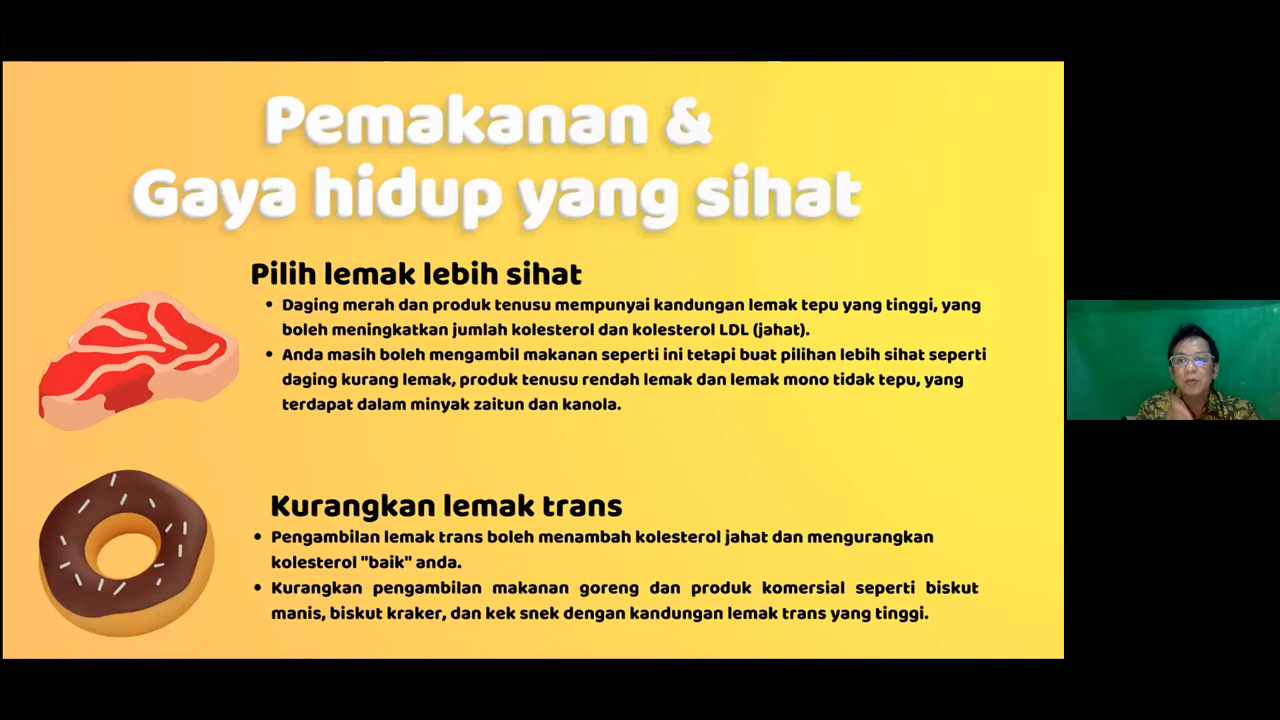 Pemakanan &
Gaya hidup yang sihat
Pilih lemak lebih sihat
• Daging merah dan produk tenusu mempunyai kandungan lemak tepu yang tinggi, yang
boleh meningkatkan jumlah kolesterol dan kolesterol LDL (jahat).
• Anda masih boleh mengambil makanan seperti ini tetapi buat pilihan lebih sihat seperti
daging kurang lemak, produk tenusu rendah lemak dan lemak mono tidak tepu, yang
terdapat dalam minyak zaitun dan kanola.
Kurangkan lemak trans
• Pengambilan lemak trans boleh menambah kolesterol jahat dan mengurangkan
kolesterol "baik" anda.
• Kurangkan pengambilan makanan goreng dan produk komersial seperti biskut
manis, biskut kraker, dan kek snek dengan kandungan lemak trans yang tinggi.